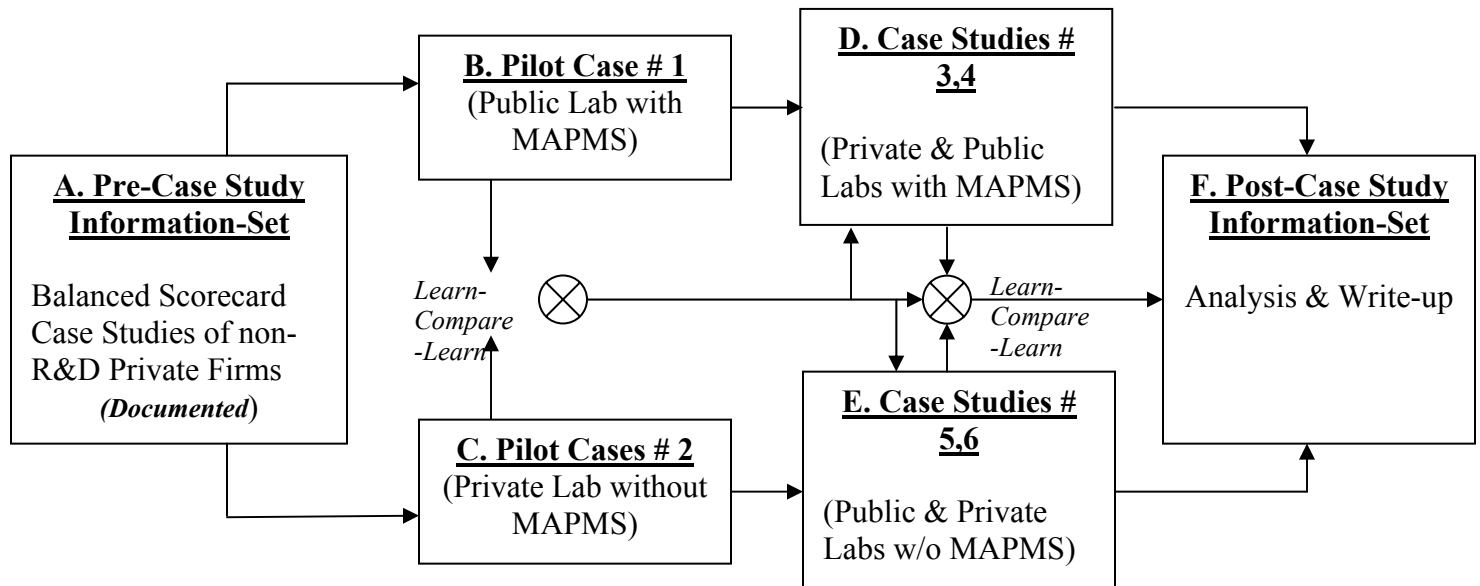 A. Pre-Case Study
Information-Set
Balanced Scorecard
Case Studies of non-
R&D Private Firms
(Documented)
B. Pilot Case # 1
(Public Lab with
MAPMS)
Learn-
Compare
-Learn
C. Pilot Cases # 2
(Private Lab without
MAPMS)
D. Case Studies #
3,4
(Private & Public
Labs with MAPMS)
Learn-
Compare
-Learn
E. Case Studies #
5,6
(Public & Private
Labs w/o MAPMS)
F. Post-Case Study
Information-Set
Analysis & Write-up